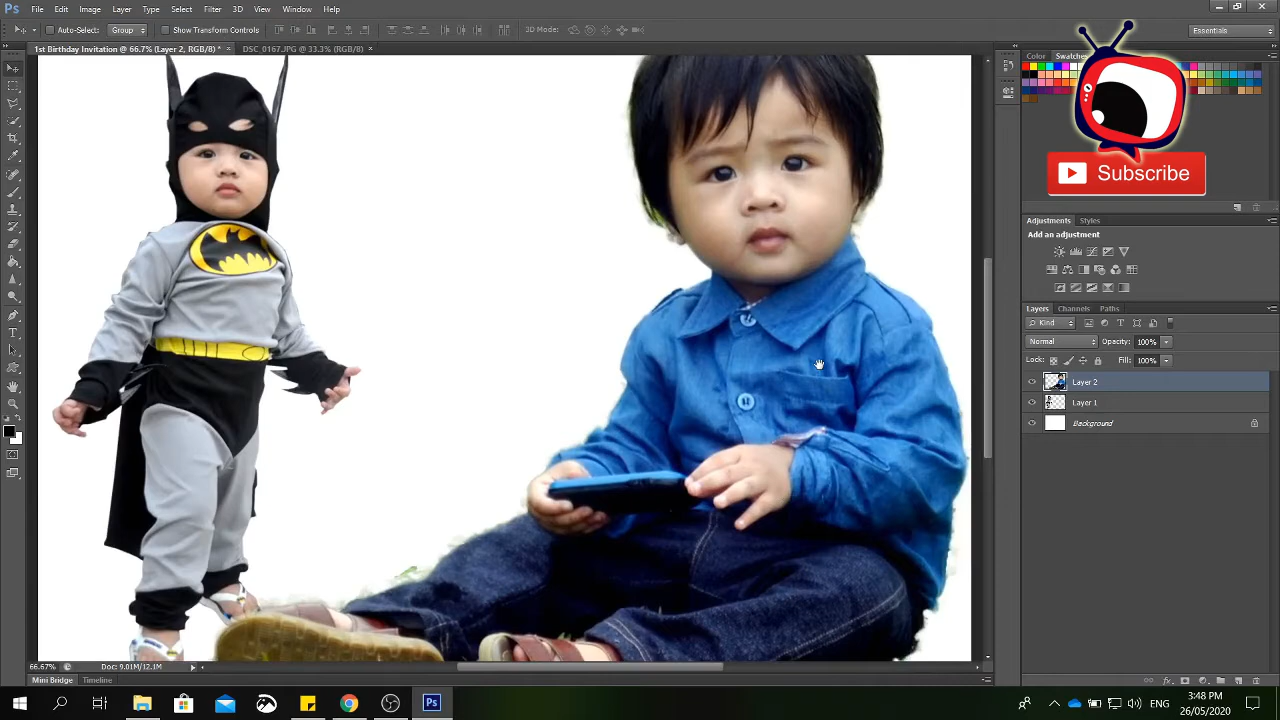 Ps File Edit Image Layer Type Select Filter 3D View Window Help
Auto-Select: Group Show Transform Controls 3D Mode: Essentials
1st Birthday Invitation @ 66.7% (Layer 2, RGB/8) * × DSC_0167.JPG @ 33.3% (RGB/8) ×
Color Swatches
Subscribe
Adjustments Styles
Add an adjustment
Layers Channels Paths
Kind
Normal Opacity: 100%
Lock: Fill: 100%
Layer 2
Layer 1
Background
66.67% Doc: 9.01M/12.1M
Mini Bridge Timeline
Ps
3:48 PM
26/05/2020